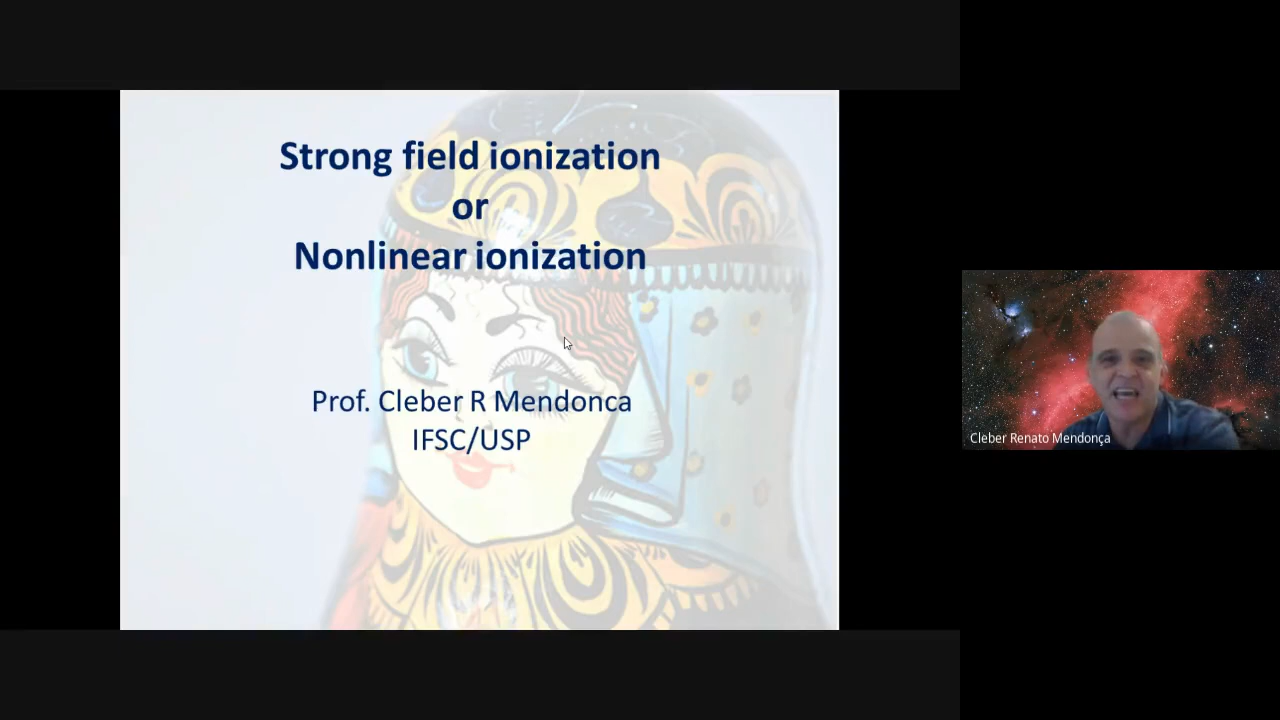 Strong field ionization
or
Nonlinear ionization
Prof. Cleber R Mendonca
IFSC/USP
Cleber Renato Mendonça